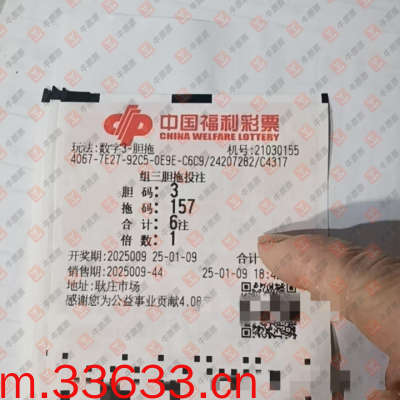 中国福利彩票
CHINA WELFARE LOTTERY
玩法:数字3-胆拖 机号:21030155
4067-7E27-92C5-0E9E-C6C9/24207282/C4317
组三胆拖投注
胆 码: 3
拖 码: 157
合 计: 6注
倍 数: 1
开奖期:2025009 25-01-09 合计
销售期:2025009-44 25-01-09 18:4
地址:耿庄市场
感谢您为公益事业贡献4.08
m.33633.cn